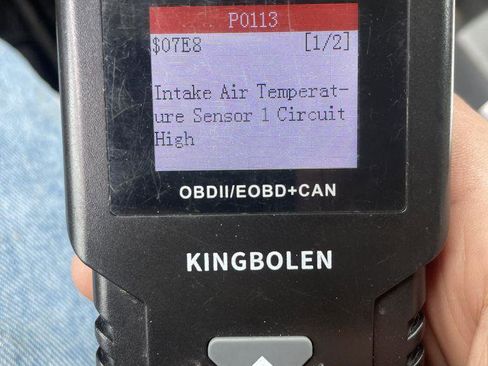 P0113
$07E8 [1/2]
Intake Air Temperat-
ure Sensor 1 Circuit
High
OBDII/EOBD+CAN
KINGBOLEN